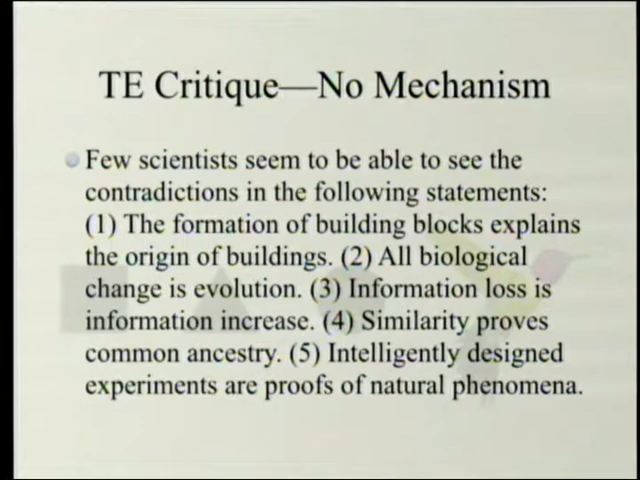 TE Critique—No Mechanism
Few scientists seem to be able to see the
contradictions in the following statements:
(1) The formation of building blocks explains
the origin of buildings. (2) All biological
change is evolution. (3) Information loss is
information increase. (4) Similarity proves
common ancestry. (5) Intelligently designed
experiments are proofs of natural phenomena.